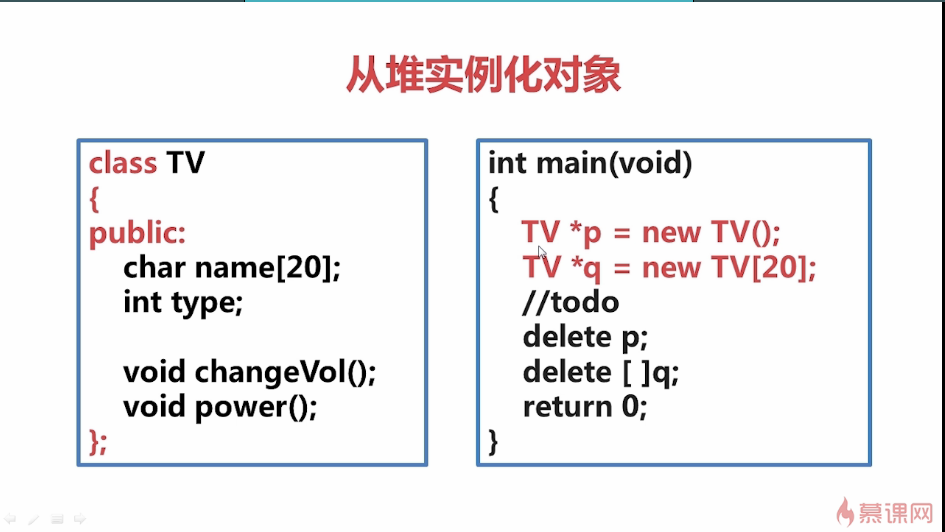 从堆实例化对象
class TV
{
public:
char name[20];
int type;
void changeVol();
void power();
};
int main(void)
{
TV *p = new TV();
TV *q = new TV[20];
//todo
delete p;
delete [ ]q;
return 0;
}
慕课网